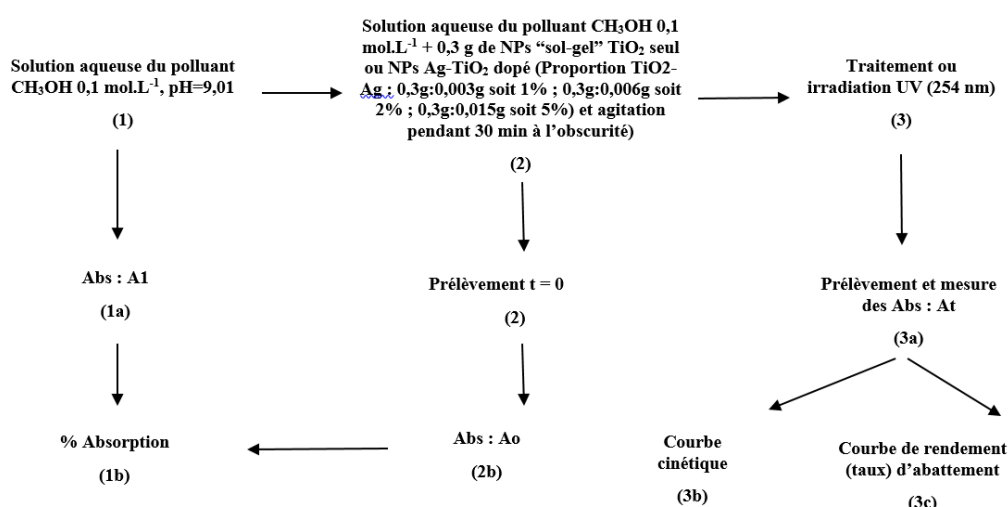 Solution aqueuse du polluant
CH₃OH 0,1 mol.L⁻¹, pH=9,01
(1)
Solution aqueuse du polluant CH₃OH 0,1
mol.L⁻¹ + 0,3 g de NPs “sol-gel” TiO₂ seul
ou NPs Ag-TiO₂ dopé (Proportion TiO2-
Ag : 0,3g:0,003g soit 1% ; 0,3g:0,006g soit
2% ; 0,3g:0,015g soit 5%) et agitation
pendant 30 min à l’obscurité)
(2)
Traitement ou
irradiation UV (254 nm)
(3)
Abs : A1
(1a)
Prélèvement t = 0
(2)
Prélèvement et mesure
des Abs : At
(3a)
% Absorption
(1b)
Abs : Ao
(2b)
Courbe
cinétique
(3b)
Courbe de rendement
(taux) d’abattement
(3c)